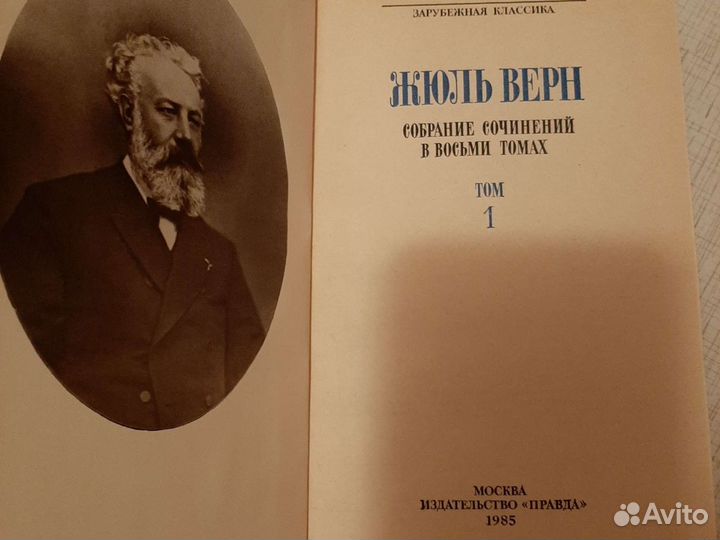 ЗАРУБЕЖНАЯ КЛАССИКА
ЖЮЛЬ ВЕРН
СОБРАНИЕ СОЧИНЕНИЙ
В ВОСЬМИ ТОМАХ
ТОМ
1
МОСКВА
ИЗДАТЕЛЬСТВО «ПРАВДА»
1985
Avito